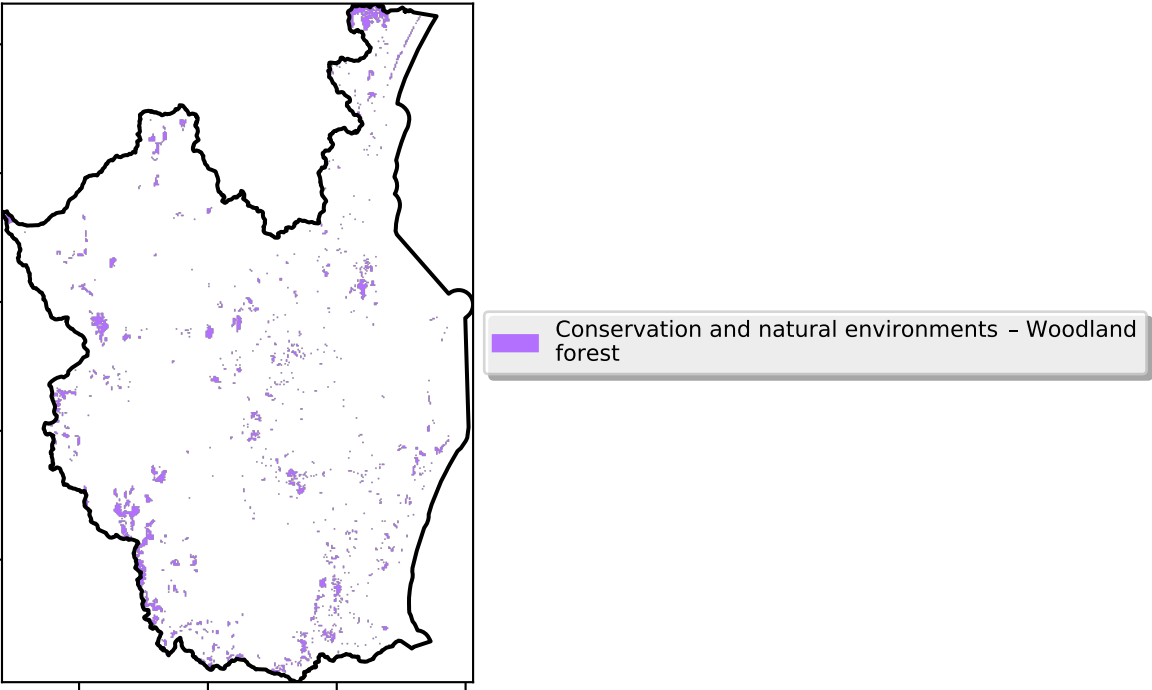 Conservation and natural environments – Woodland
forest